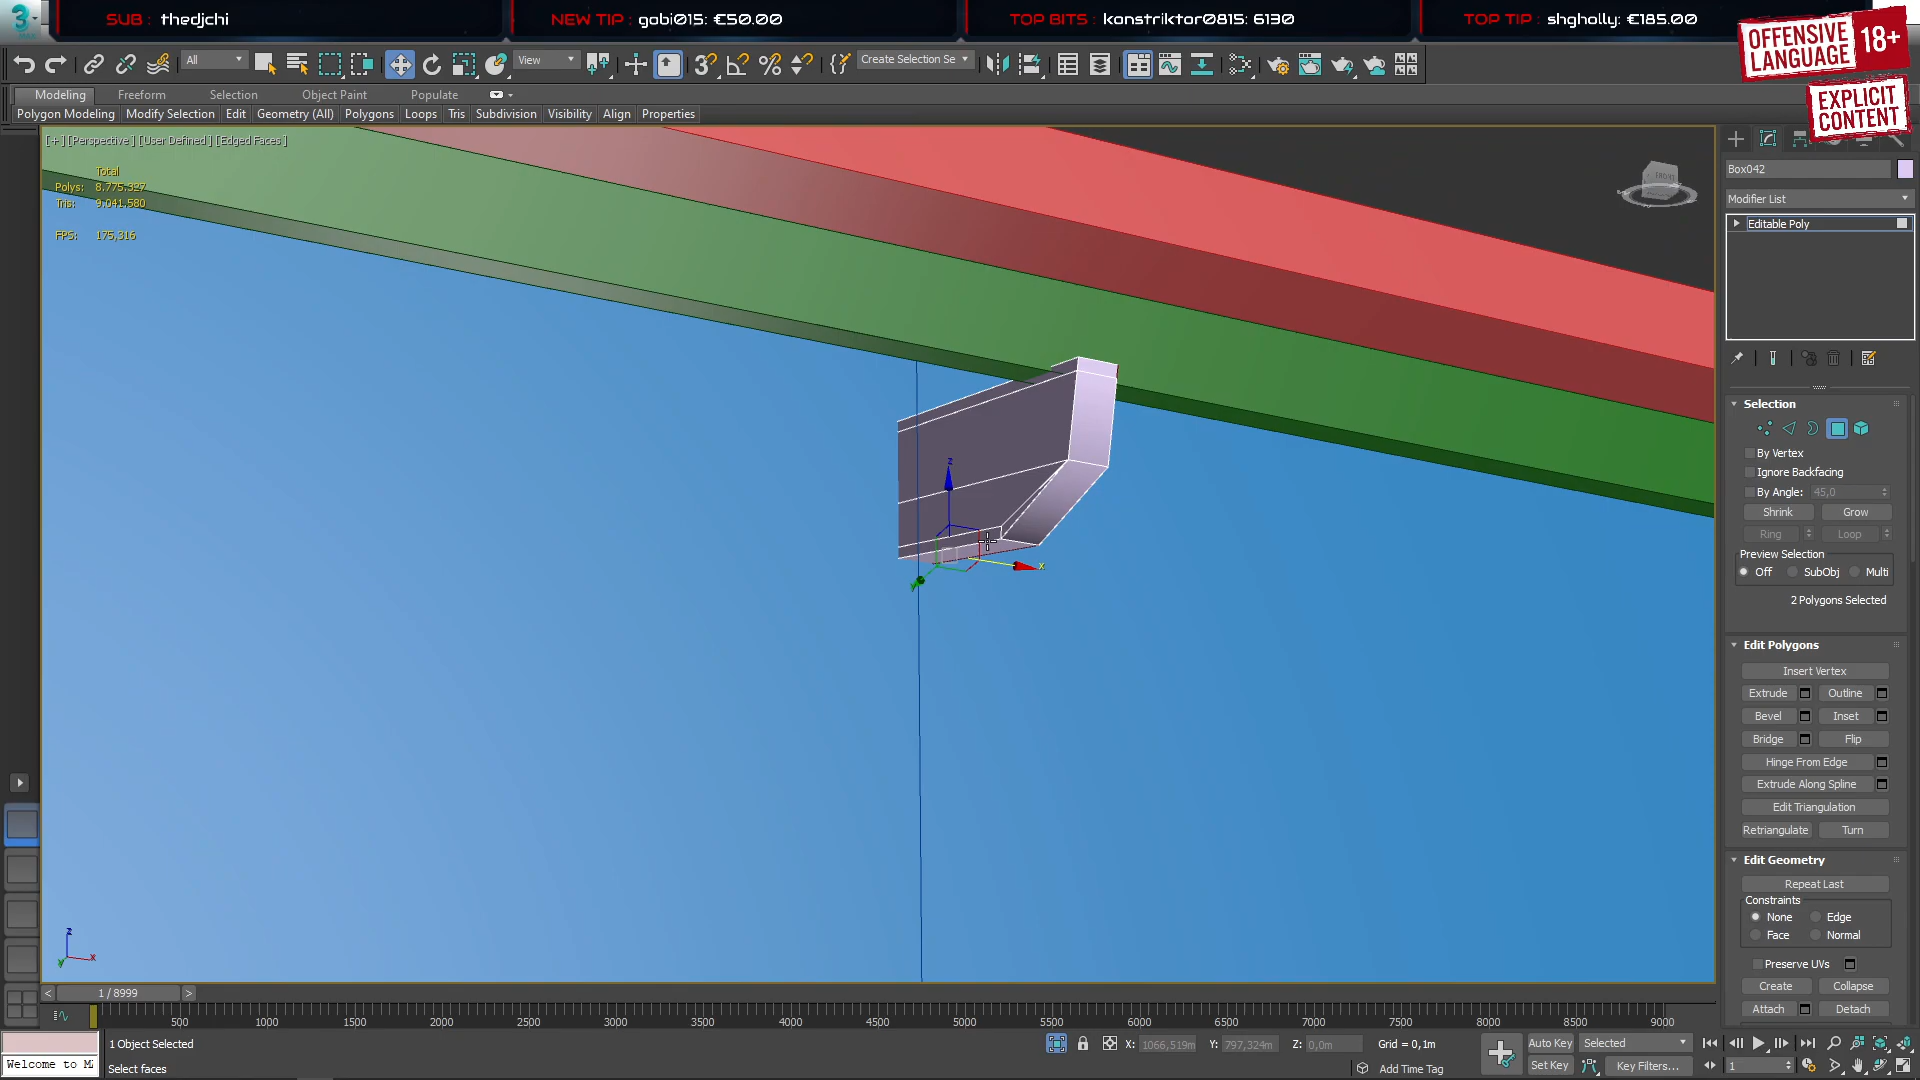 SUB : thedjchi
NEW TIP : gabi015: €50.00
TOP BITS : konstriktor0815: 6130
TOP TIP : shgholly: €185.00
OFFENSIVE LANGUAGE 18+
EXPLICIT CONTENT
3
MAX
All
View
Create Selection Se
Modeling
Freeform
Selection
Object Paint
Populate
Polygon Modeling
Modify Selection
Edit
Geometry (All)
Polygons
Loops
Tris
Subdivision
Visibility
Align
Properties
[+] [Perspective] [User Defined] [Edged Faces]
Total
Polys: 8.775.327
Tris: 9.041.580
FPS: 175,316
FRONT
z
x
y
z
x
y
Box042
Modifier List
Editable Poly
Selection
By Vertex
Ignore Backfacing
By Angle: 45,0
Shrink
Grow
Ring
Loop
Preview Selection
Off
SubObj
Multi
2 Polygons Selected
Edit Polygons
Insert Vertex
Extrude
Outline
Bevel
Inset
Bridge
Flip
Hinge From Edge
Extrude Along Spline
Edit Triangulation
Retriangulate
Turn
Edit Geometry
Repeat Last
Constraints
None
Edge
Face
Normal
Preserve UVs
Create
Collapse
Attach
Detach
< 1 / 8999 >
500 1000 1500 2000 2500 3000 3500 4000 4500 5000 5500 6000 6500 7000 7500 8000 8500 9000
1 Object Selected
X: 1066,519m Y: 797,324m Z: 0,0m Grid = 0,1m
Auto Key
Selected
Welcome to M
Select faces
Add Time Tag
Set Key
Key Filters...
1